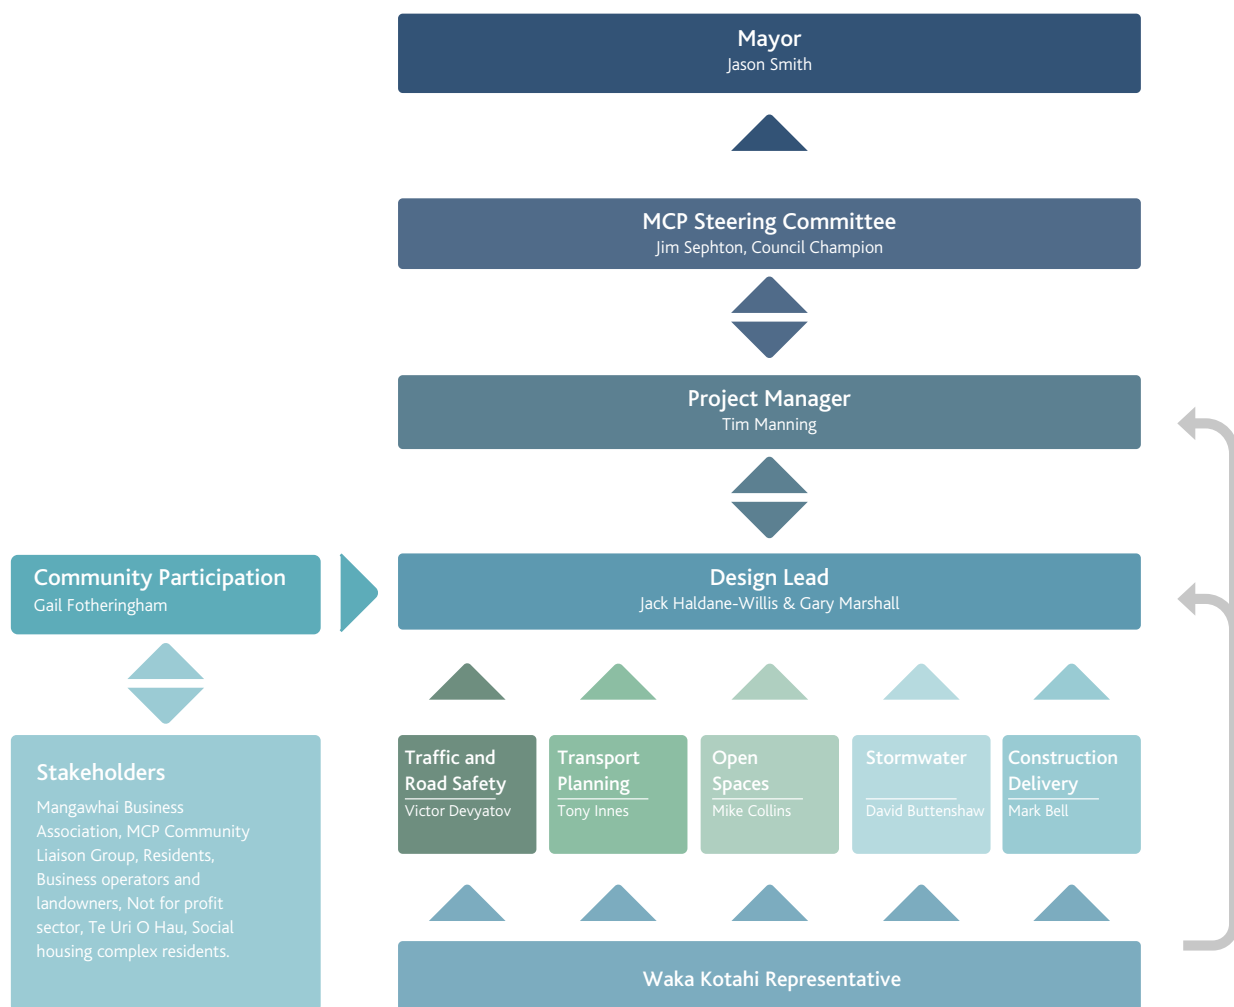 Mayor
Jason Smith
MCP Steering Committee
Jim Sephton, Council Champion
Project Manager
Tim Manning
Community Participation
Gail Fotheringham
Design Lead
Jack Haldane-Willis & Gary Marshall
Stakeholders
Mangawhai Business
Association, MCP Community
Liaison Group, Residents,
Business operators and
landowners, Not for profit
sector, Te Uri O Hau, Social
housing complex residents.
Traffic and
Road Safety
Victor Devyatov
Transport
Planning
Tony Innes
Open
Spaces
Mike Collins
Stormwater
David Buttenshaw
Construction
Delivery
Mark Bell
Waka Kotahi Representative